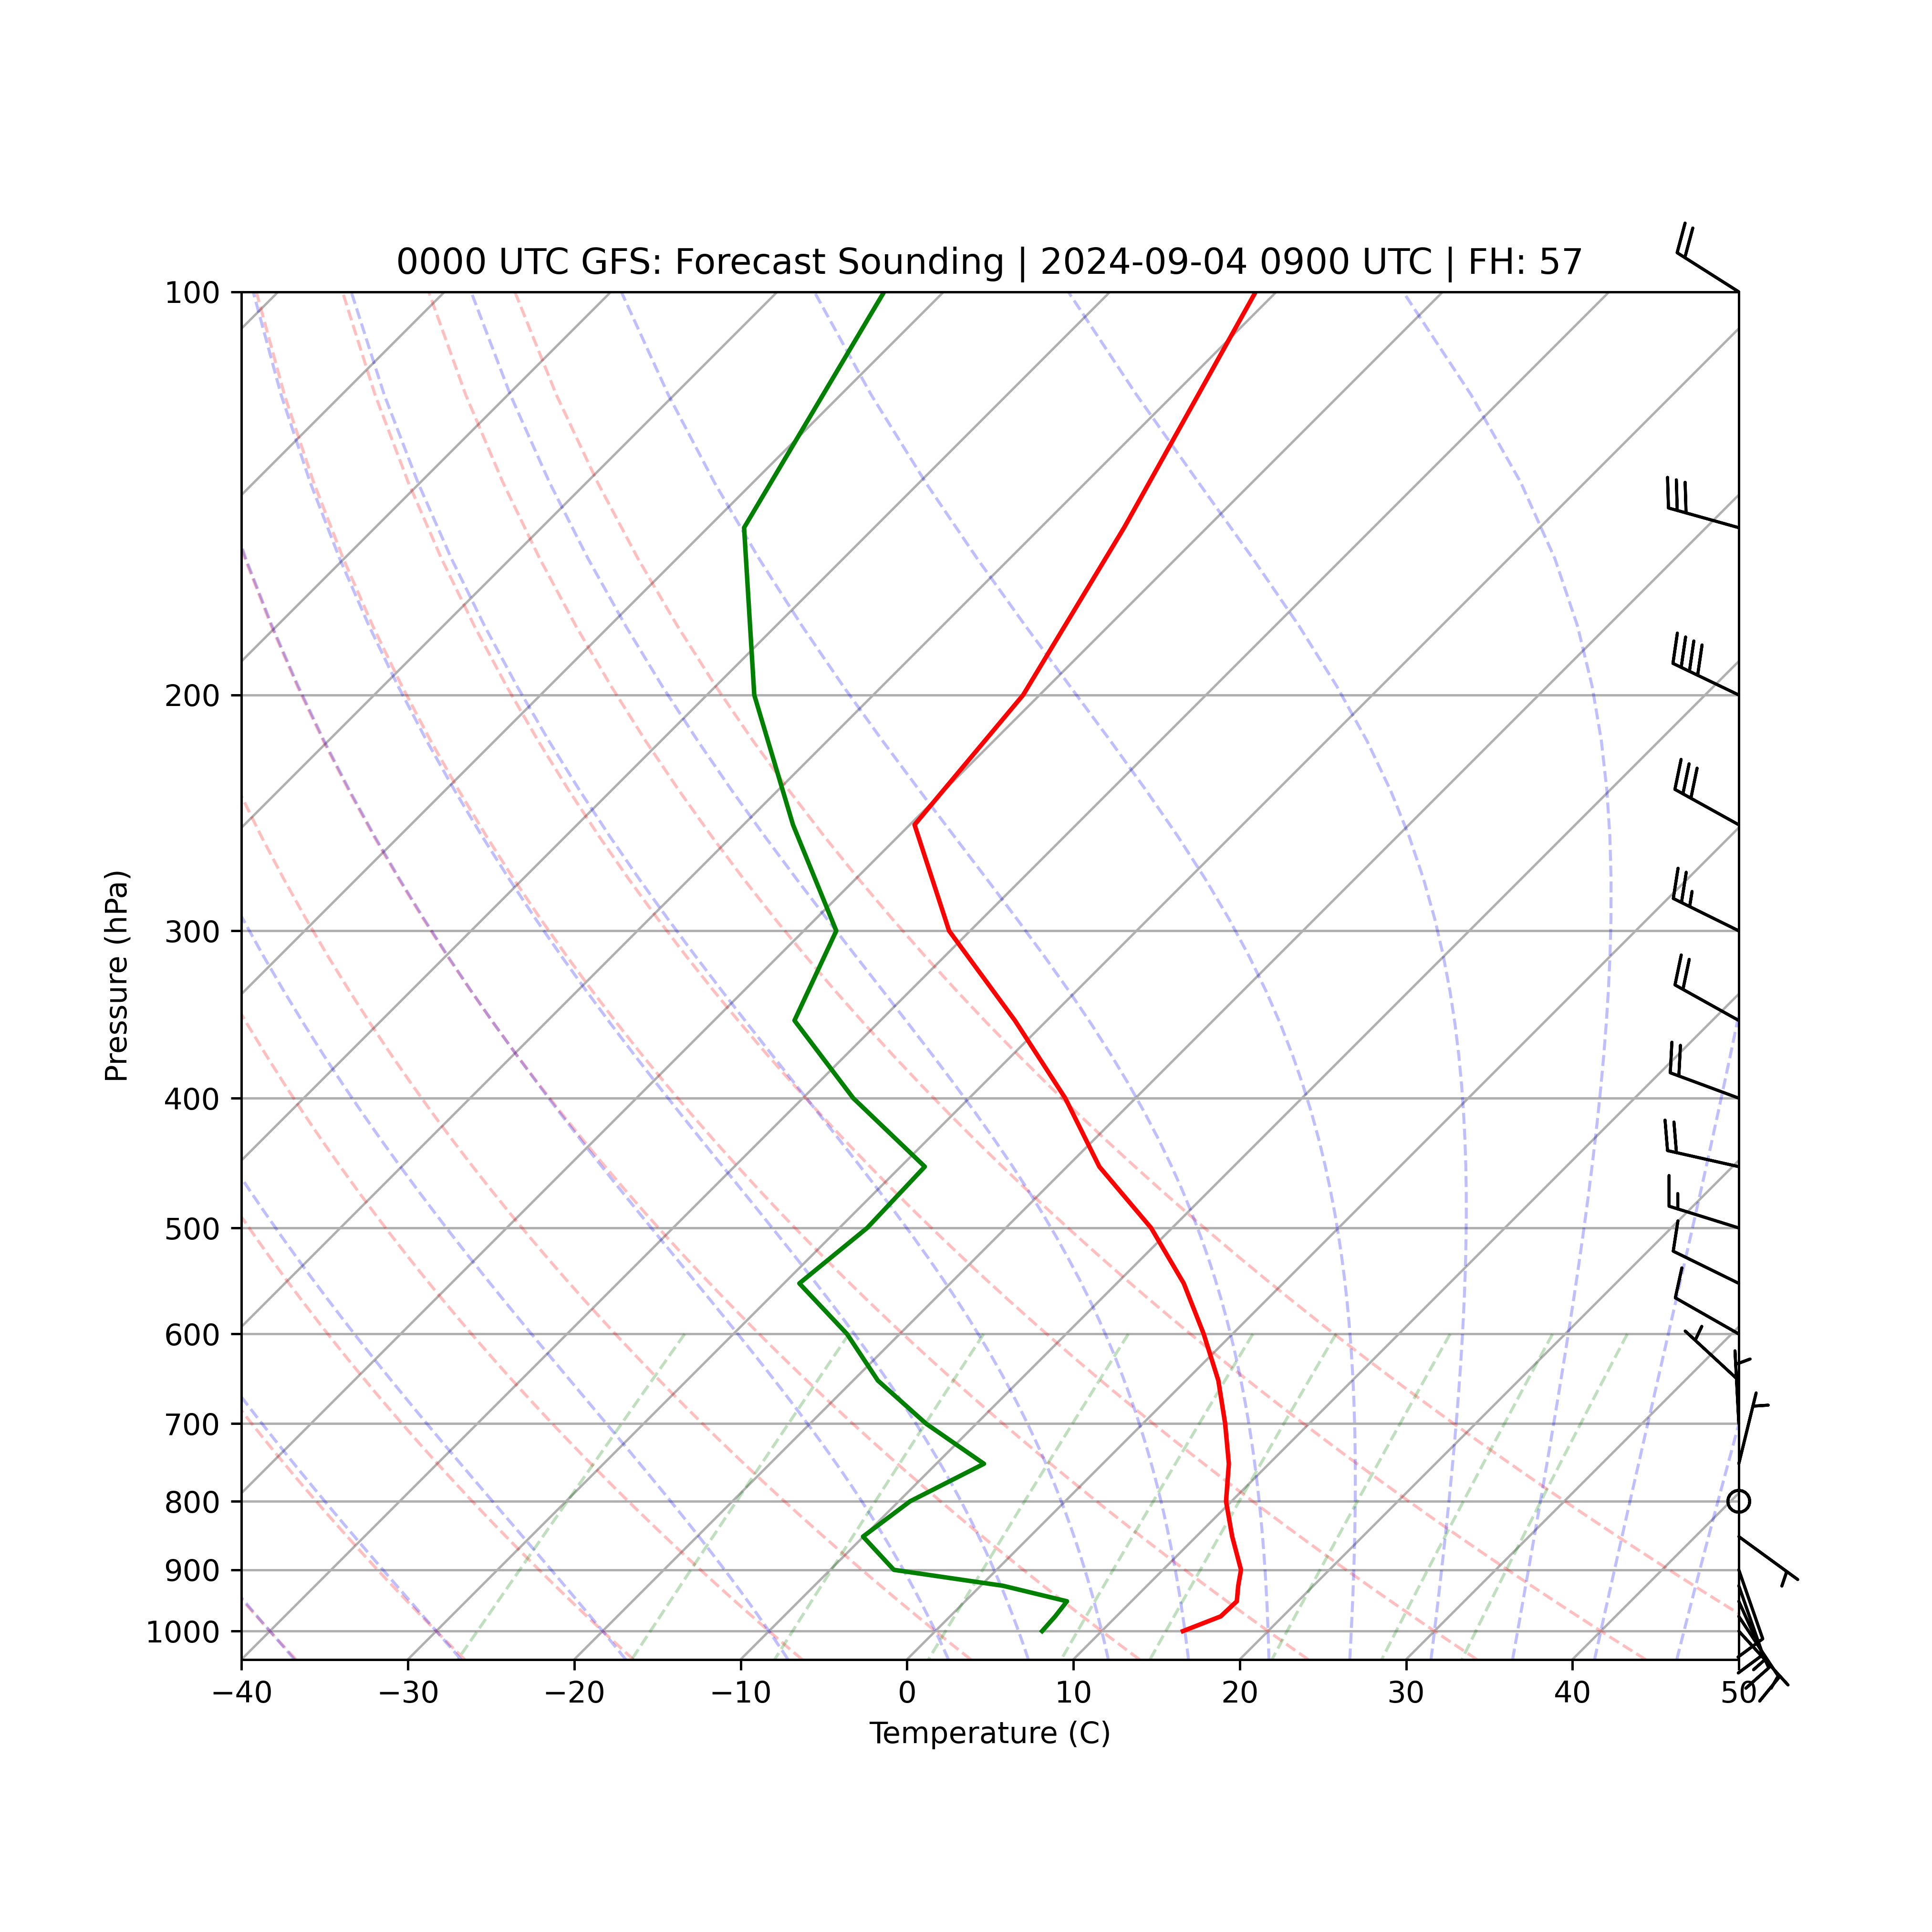 0000 UTC GFS: Forecast Sounding | 2024-09-04 0900 UTC | FH: 57
100
200
300
400
500
600
700
800
900
1000
Pressure (hPa)
−40 −30 −20 −10 0 10 20 30 40 50
Temperature (C)